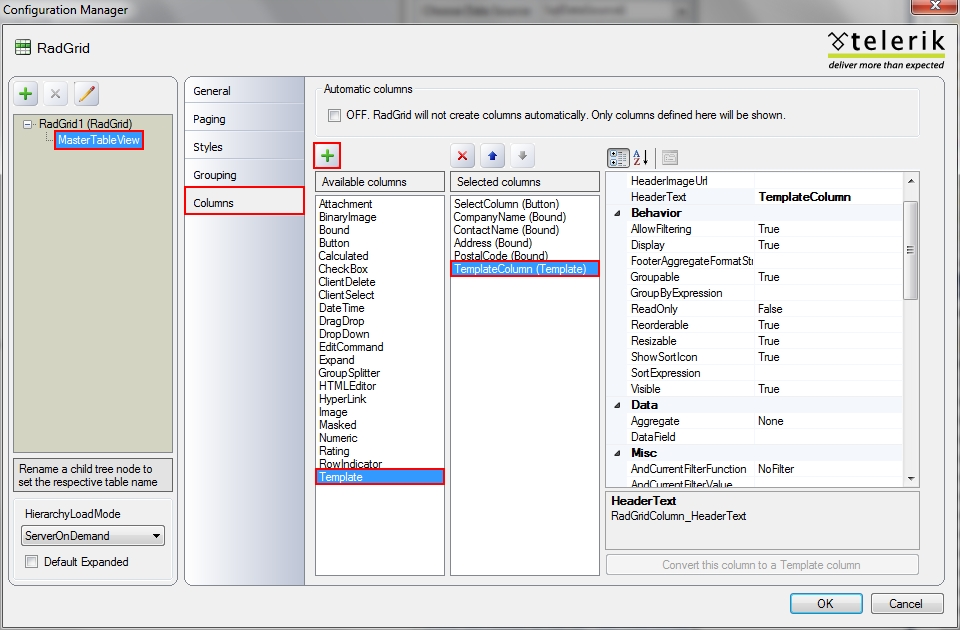 Configuration Manager
RadGrid
telerik
deliver more than expected
RadGrid1 (RadGrid)
MasterTableView
Rename a child tree node to
set the respective table name
HierarchyLoadMode
ServerOnDemand
Default Expanded
General
Paging
Styles
Grouping
Columns
Automatic columns
OFF. RadGrid will not create columns automatically. Only columns defined here will be shown.
Available columns
Attachment
BinaryImage
Bound
Button
Calculated
CheckBox
ClientDelete
ClientSelect
DateTime
DragDrop
DropDown
EditCommand
Expand
GroupSplitter
HTMLEditor
HyperLink
Image
Masked
Numeric
Rating
RowIndicator
Template
Selected columns
SelectColumn (Button)
CompanyName (Bound)
ContactName (Bound)
Address (Bound)
PostalCode (Bound)
TemplateColumn (Template)
HeaderImageUrl
HeaderText TemplateColumn
Behavior
AllowFiltering True
Display True
FooterAggregateFormatStr
Groupable True
GroupByExpression
ReadOnly False
Reorderable True
Resizable True
ShowSortIcon True
SortExpression
Visible True
Data
Aggregate None
DataField
Misc
AndCurrentFilterFunction NoFilter
AndCurrentFilterValue
HeaderText
RadGridColumn_HeaderText
Convert this column to a Template column
OK
Cancel